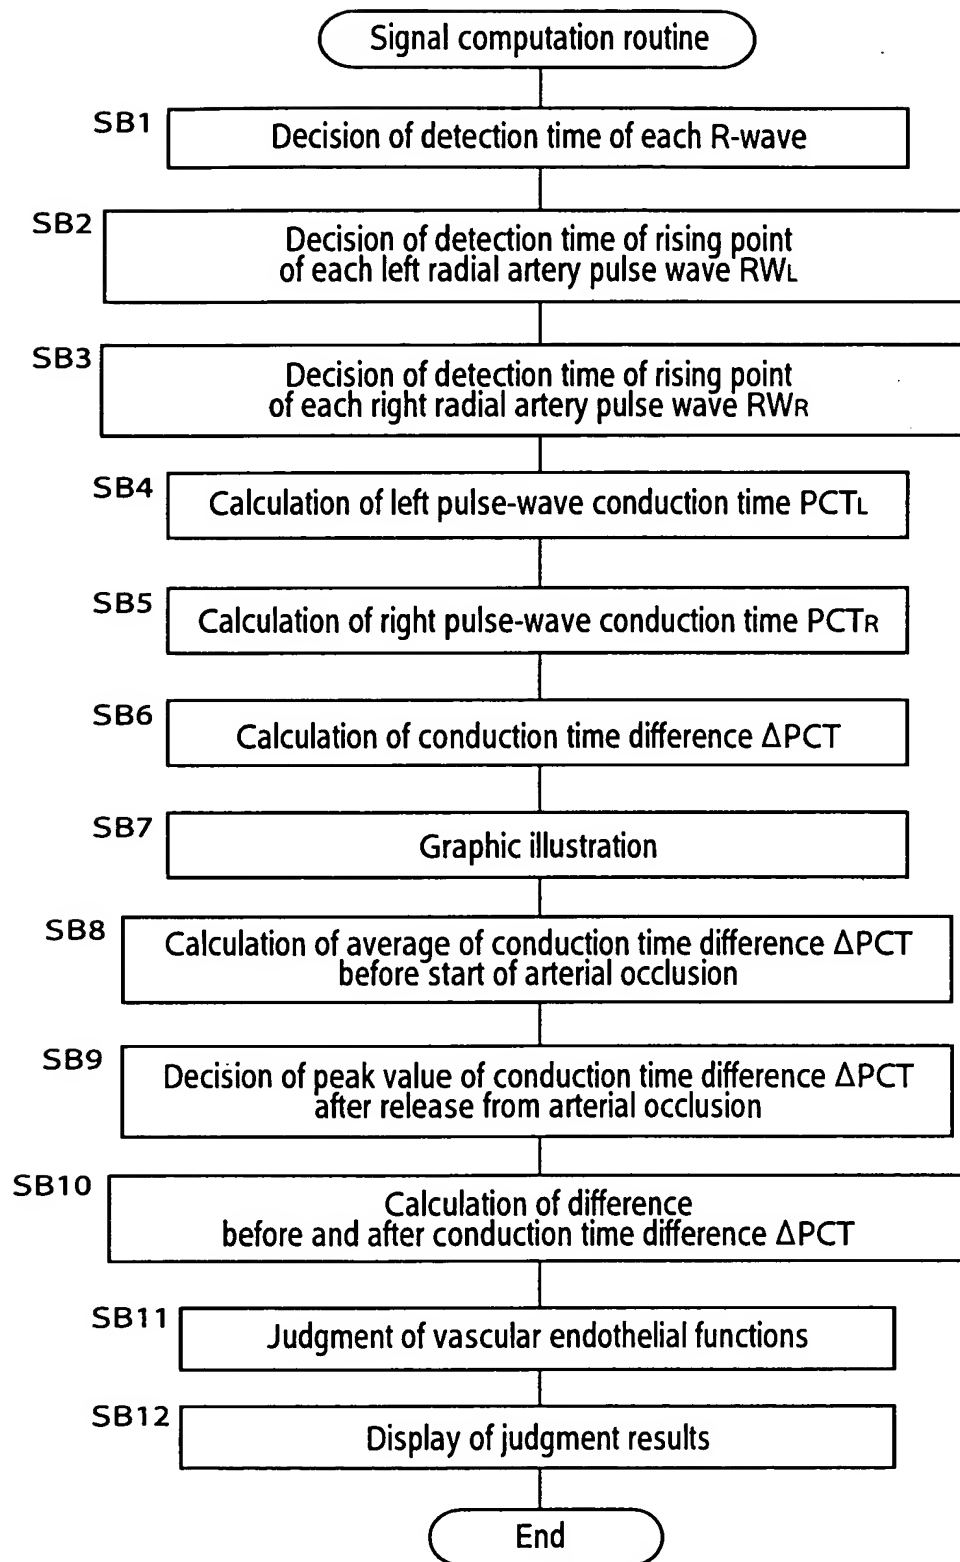 Signal computation routine
SB1
Decision of detection time of each R-wave
SB2
Decision of detection time of rising point
of each left radial artery pulse wave RWL
SB3
Decision of detection time of rising point
of each right radial artery pulse wave RWR
SB4
Calculation of left pulse-wave conduction time PCTL
SB5
Calculation of right pulse-wave conduction time PCTR
SB6
Calculation of conduction time difference ΔPCT
SB7
Graphic illustration
SB8
Calculation of average of conduction time difference ΔPCT
before start of arterial occlusion
SB9
Decision of peak value of conduction time difference ΔPCT
after release from arterial occlusion
SB10
Calculation of difference
before and after conduction time difference ΔPCT
SB11
Judgment of vascular endothelial functions
SB12
Display of judgment results
End